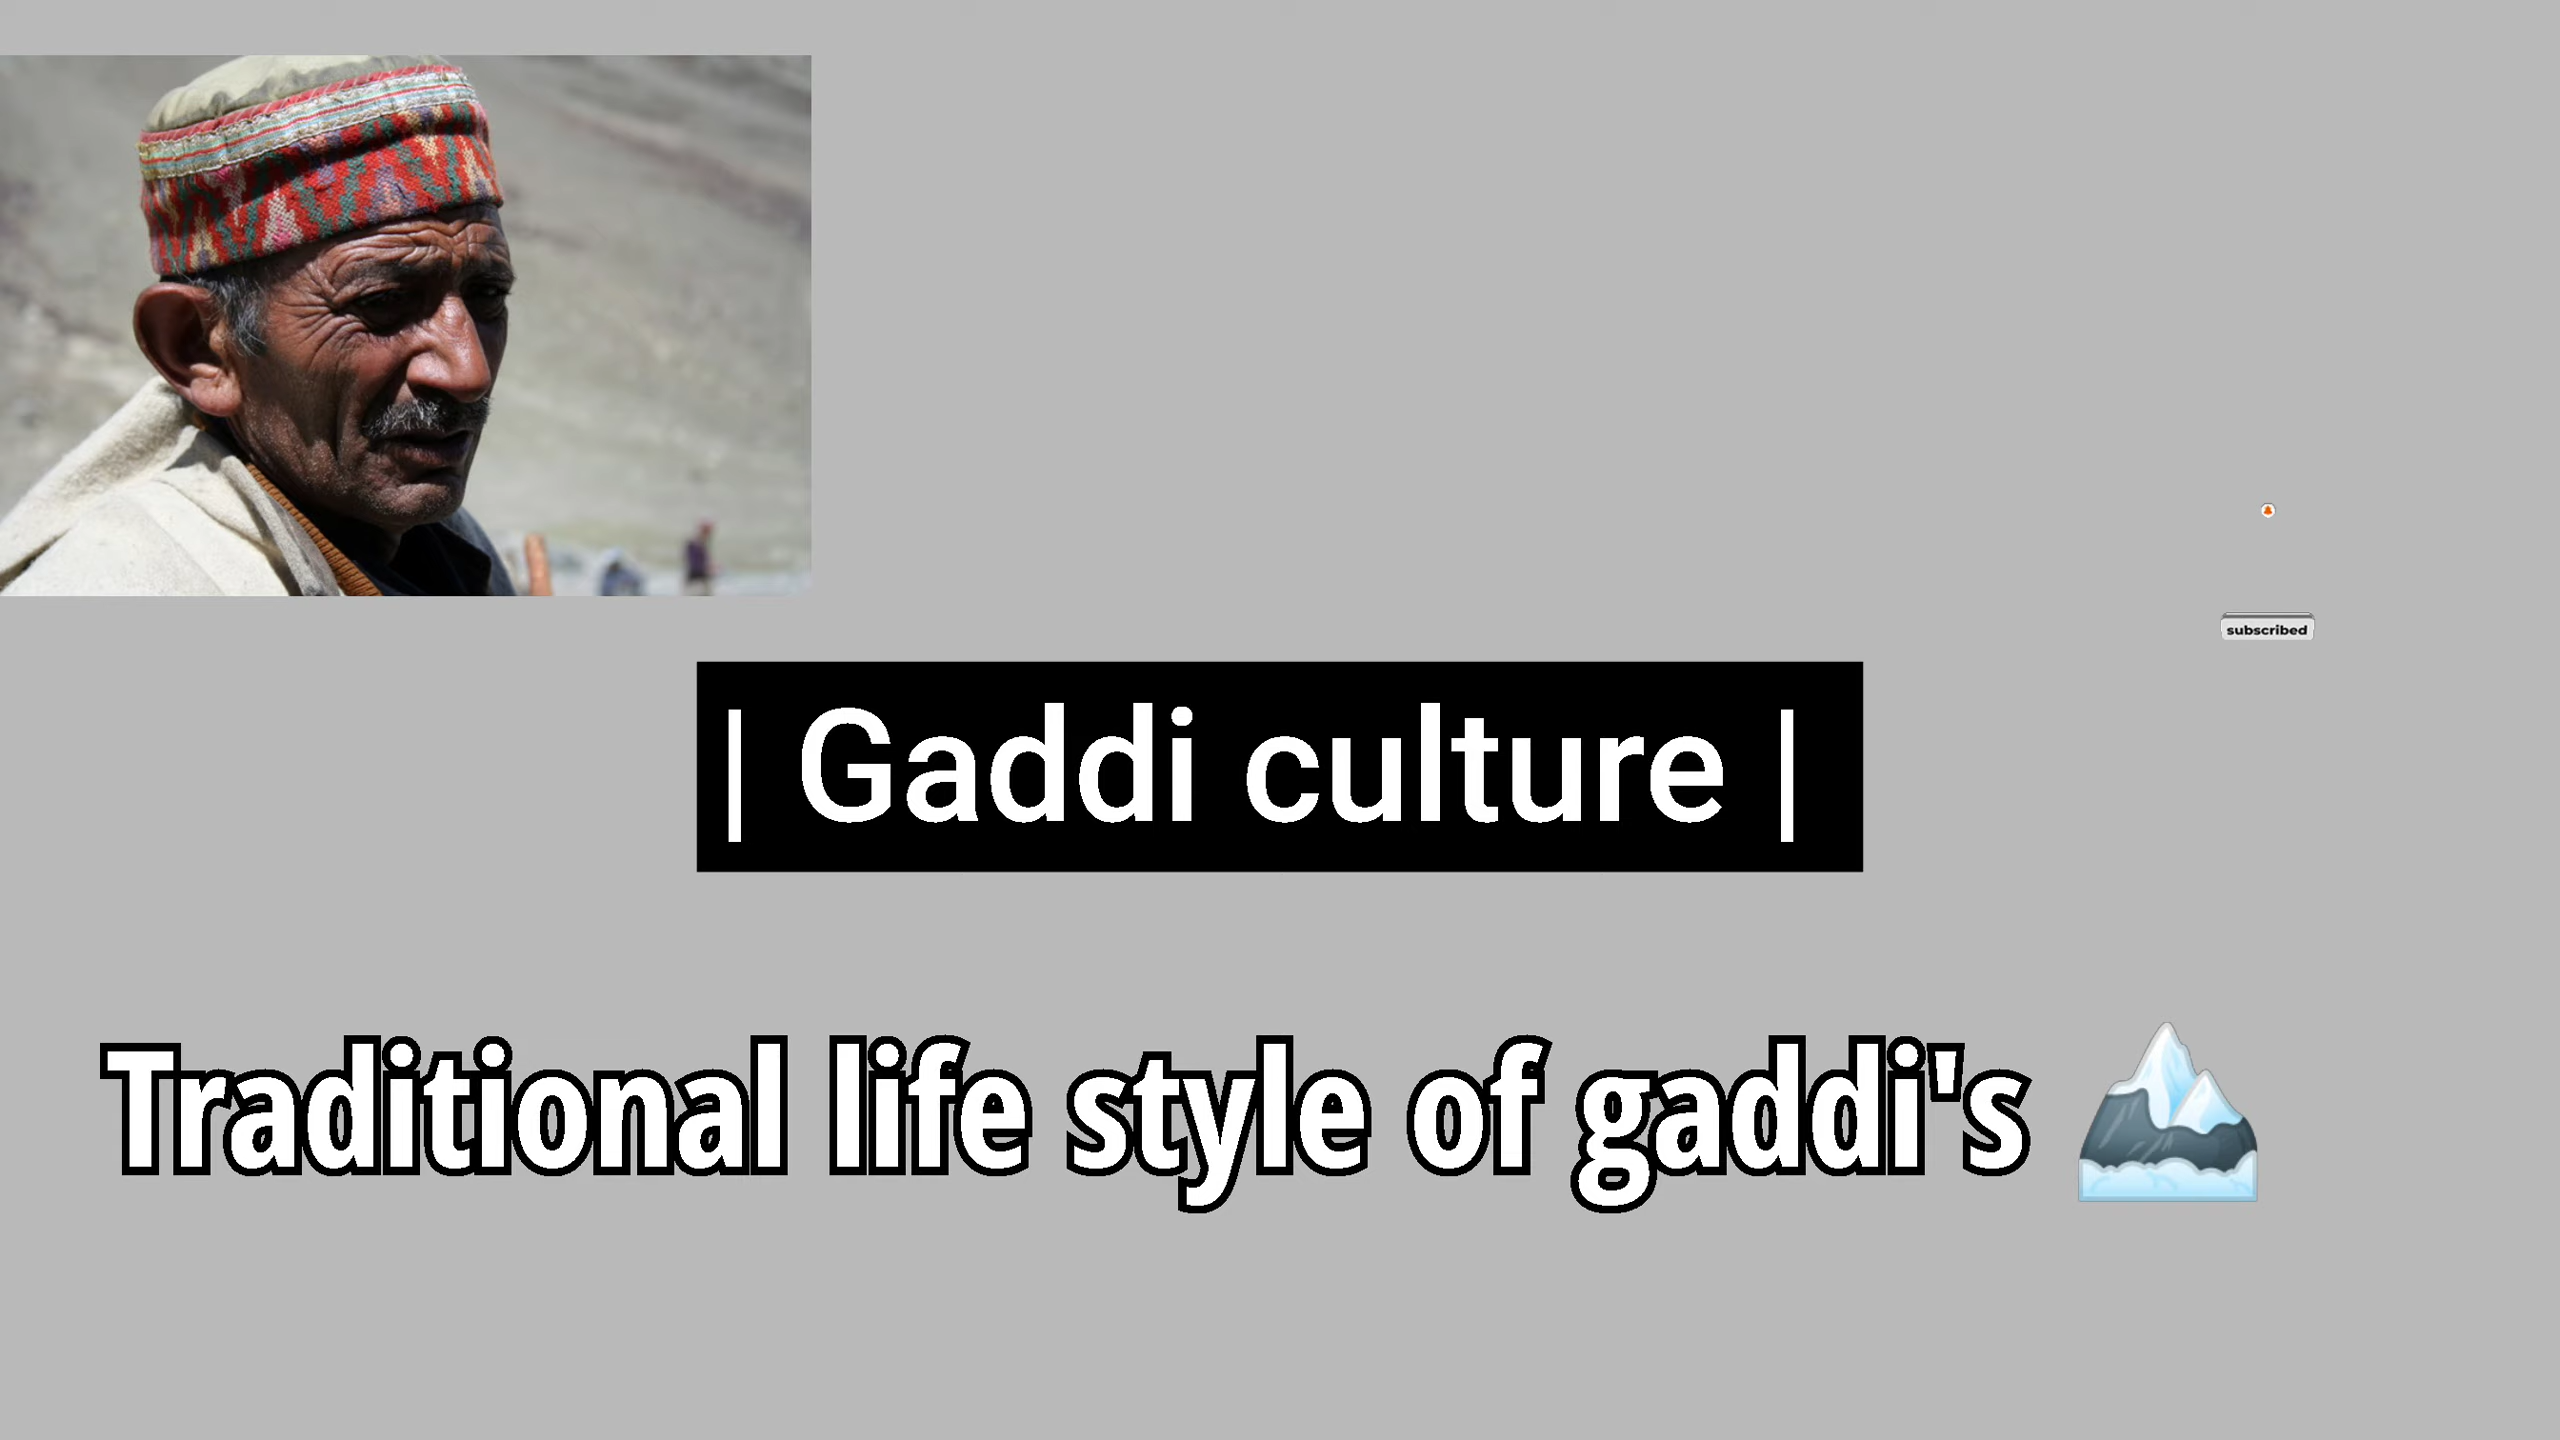 subscribed
| Gaddi culture |
Traditional life style of gaddi's 🏔️